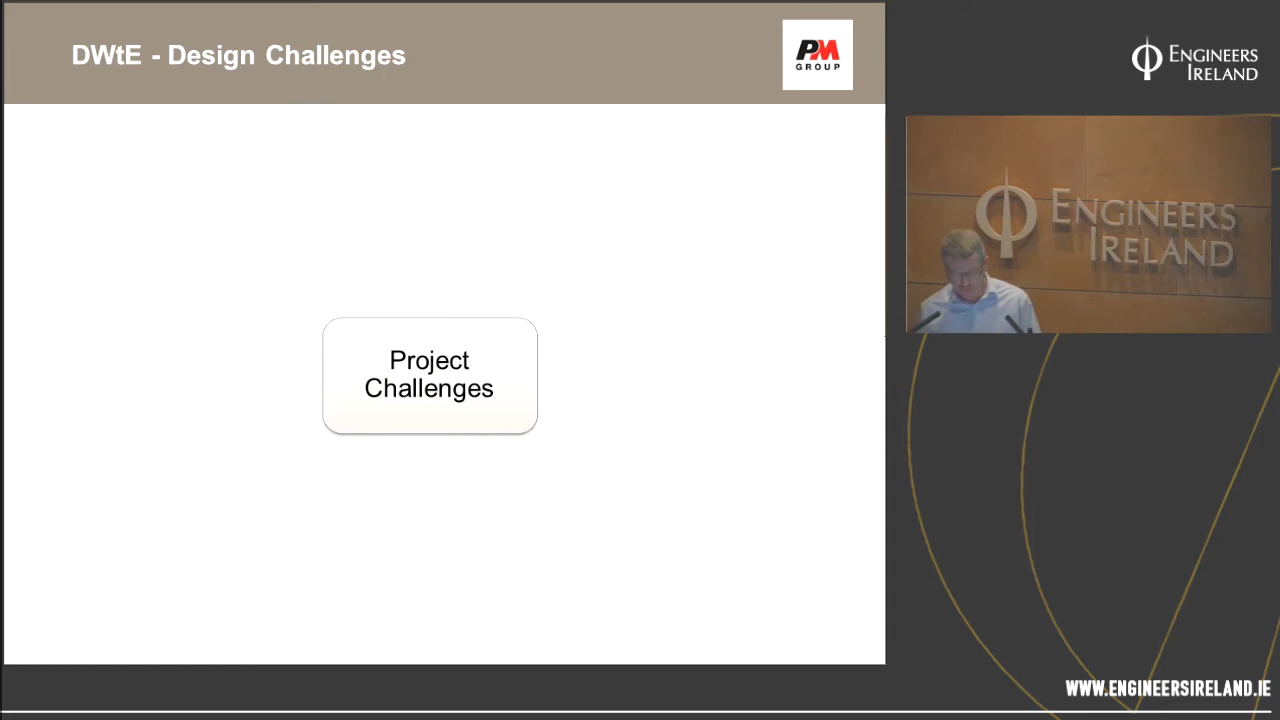 DWtE - Design Challenges
PM
GROUP
Project
Challenges
ENGINEERS
IRELAND
ENGINEERS
IRELAND
WWW.ENGINEERSIRELAND.IE